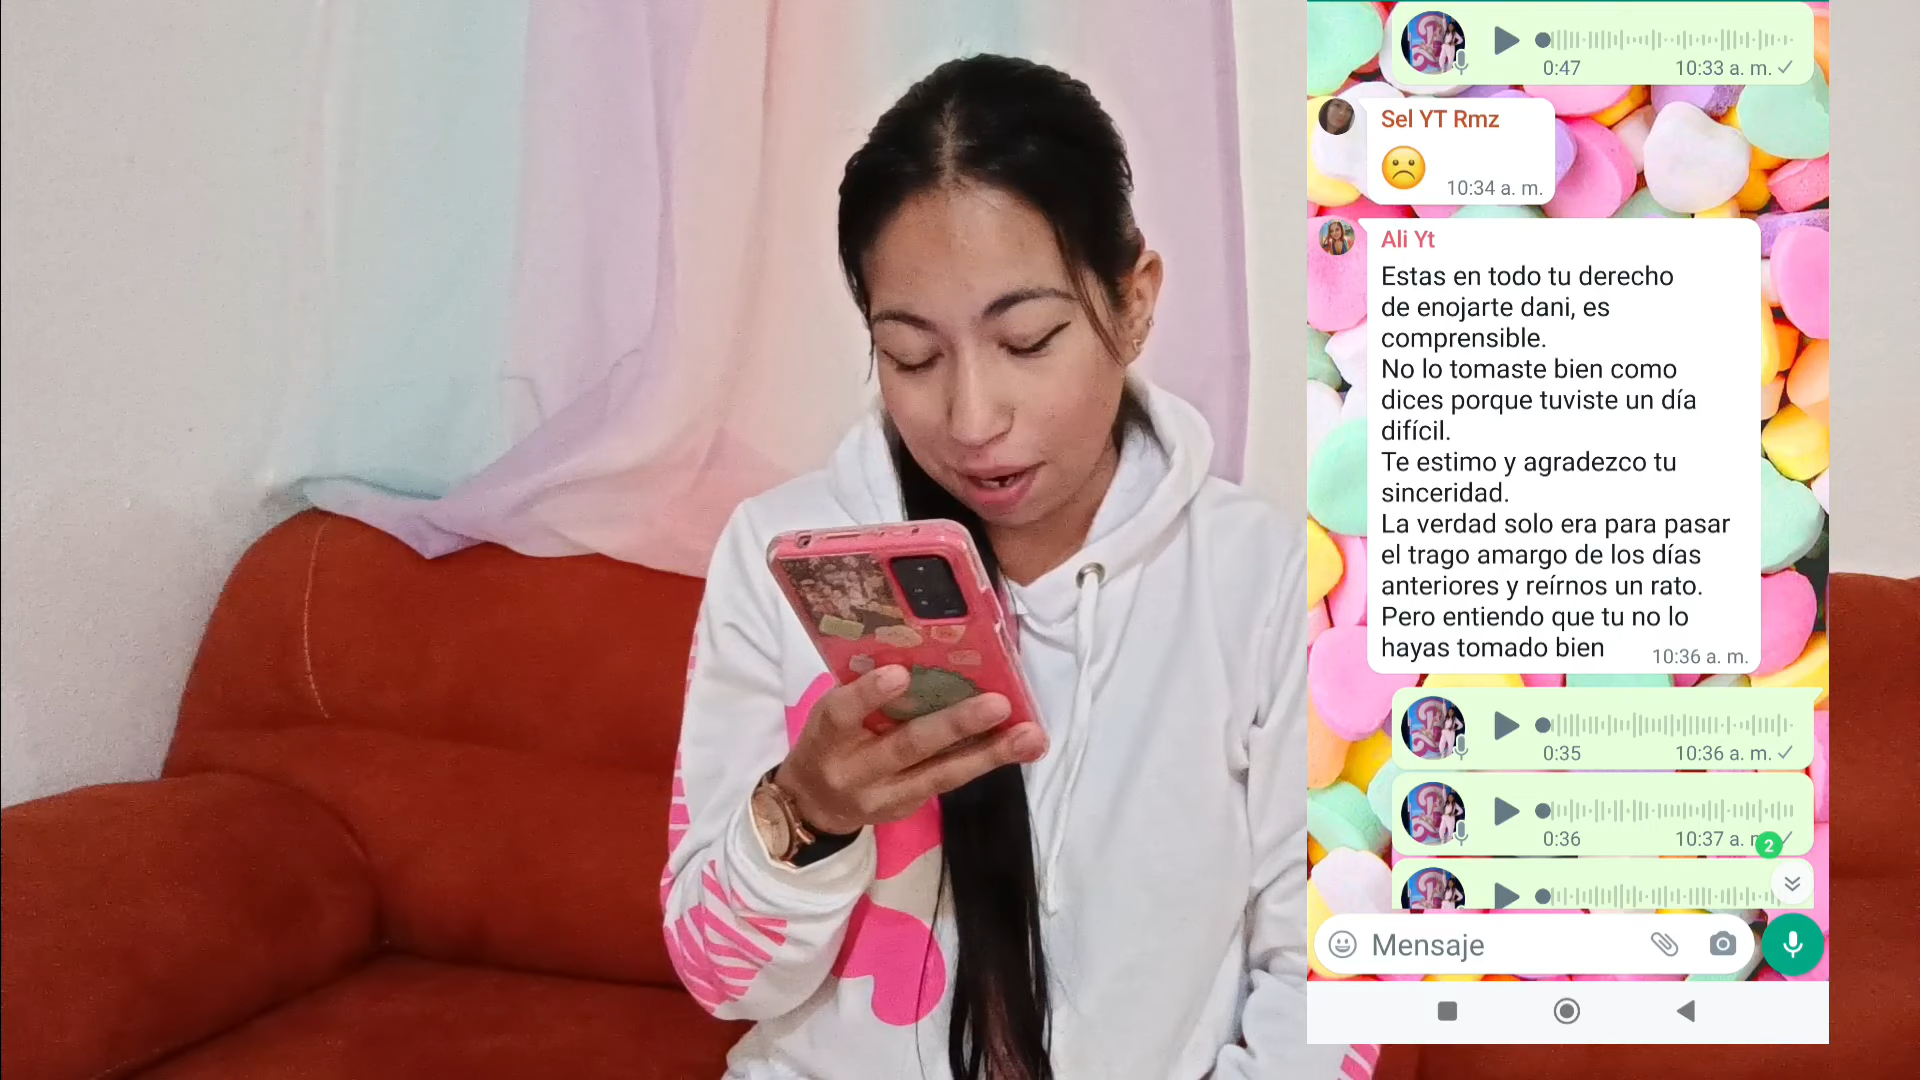 0:47 10:33 a. m.
Sel YT Rmz
10:34 a. m.
Ali Yt
Estas en todo tu derecho
de enojarte dani, es
comprensible.
No lo tomaste bien como
dices porque tuviste un día
difícil.
Te estimo y agradezco tu
sinceridad.
La verdad solo era para pasar
el trago amargo de los días
anteriores y reírnos un rato.
Pero entiendo que tu no lo
hayas tomado bien
10:36 a. m.
0:35 10:36 a. m.
0:36 10:37 a.
2
Mensaje